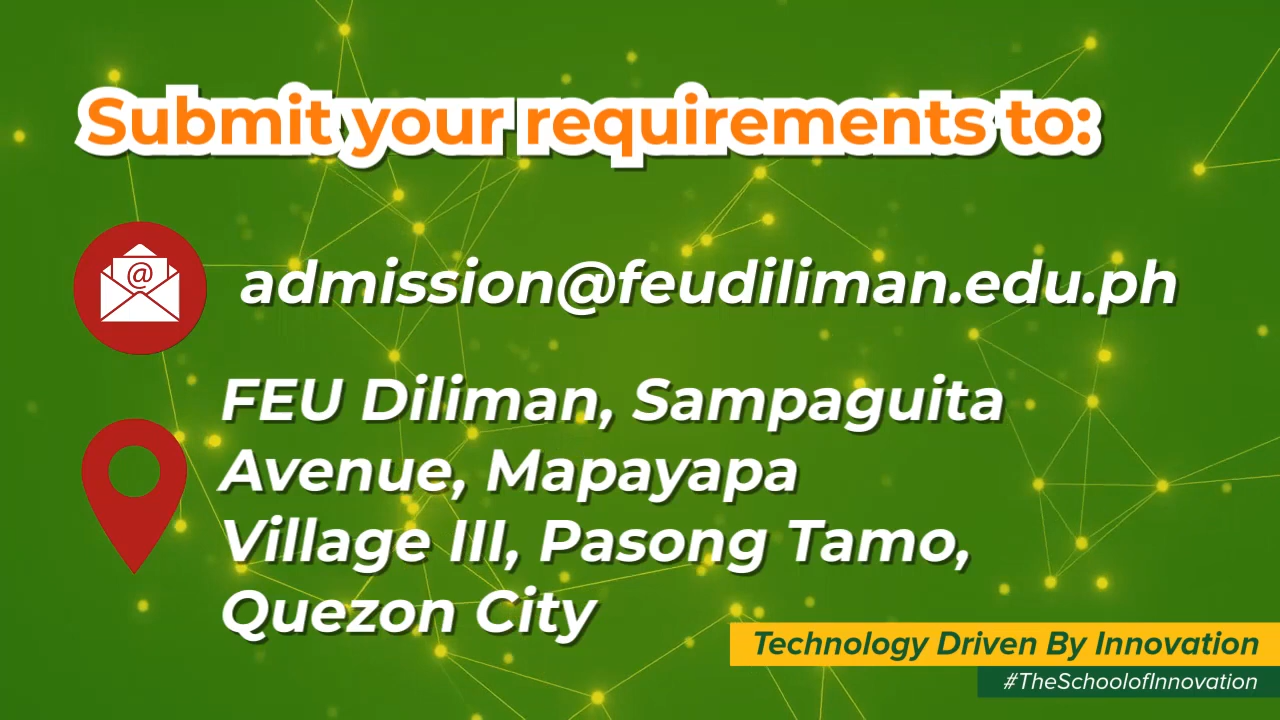 Submit your requirements to:
@
admission@feudiliman.edu.ph
FEU Diliman, Sampaguita
Avenue, Mapayapa
Village III, Pasong Tamo,
Quezon City
Technology Driven By Innovation
#TheSchoolofInnovation